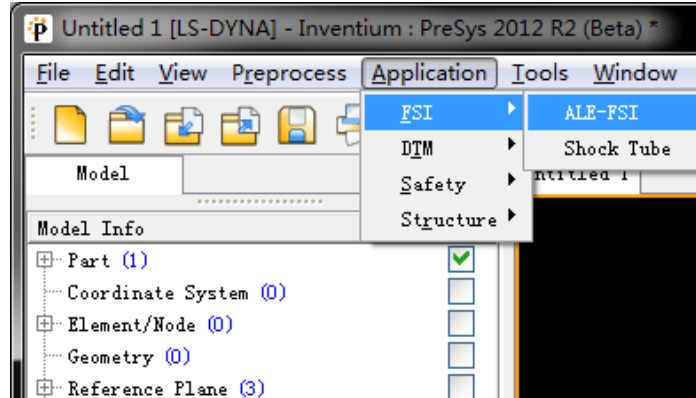 Untitled 1 [LS-DYNA] - Inventium : PreSys 2012 R2 (Beta) *
File Edit View Preprocess Application Tools Window
FSI ALE-FSI
DTM Shock Tube
Model Untitled 1
Safety
Model Info Structure
Part (1)
Coordinate System (0)
Element/Node (0)
Geometry (0)
Reference Plane (3)